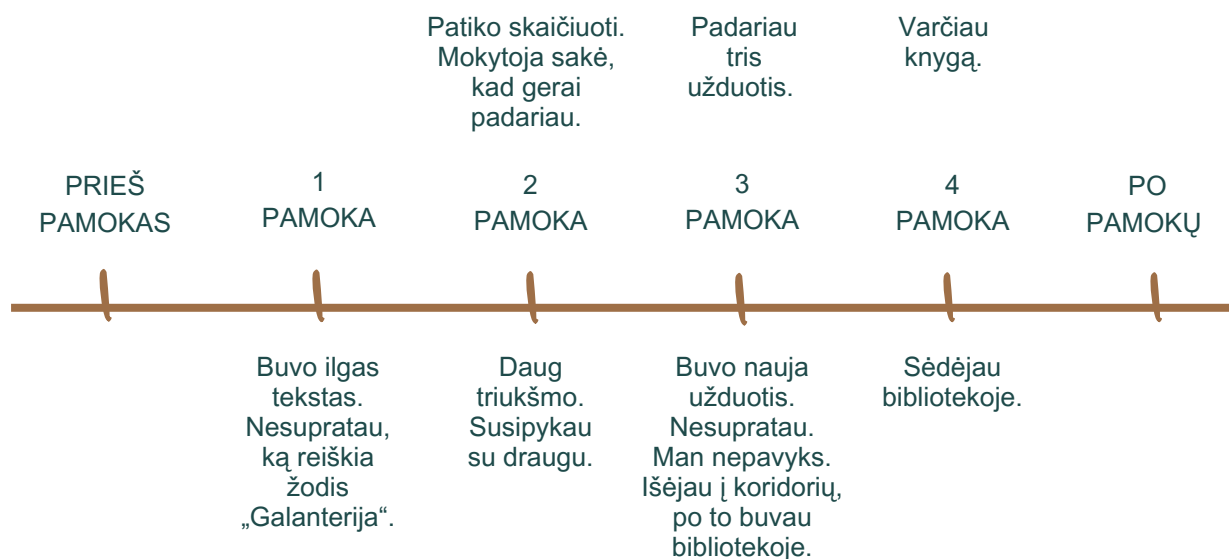 Patiko skaičiuoti.
Mokytoja sakė,
kad gerai
padariau.
Padariau
tris
užduotis.
Varčiau
knygą.
PRIEŠ
PAMOKAS
1
PAMOKA
2
PAMOKA
3
PAMOKA
4
PAMOKA
PO
PAMOKŲ
Buvo ilgas
tekstas.
Nesupratau,
ką reiškia
žodis
„Galanterija“.
Daug
triukšmo.
Susipykau
su draugu.
Buvo nauja
užduotis.
Nesupratau.
Man nepavyks.
Išėjau į koridorių,
po to buvau
bibliotekoje.
Sėdėjau
bibliotekoje.